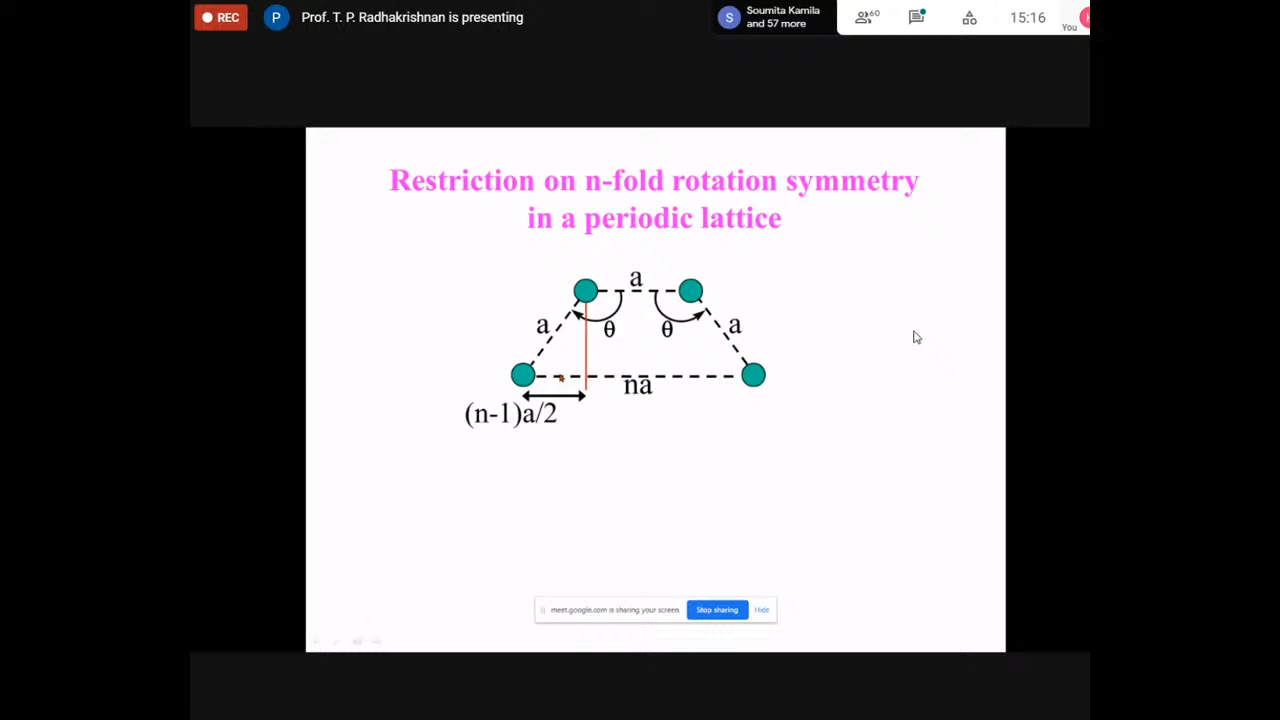 REC
P
Prof. T. P. Radhakrishnan is presenting
S
Soumita Kamila
and 57 more
60
15:16
You
Restriction on n-fold rotation symmetry
in a periodic lattice
a
a
θ
θ
a
na
(n-1)a/2
meet.google.com is sharing your screen.
Stop sharing
Hide